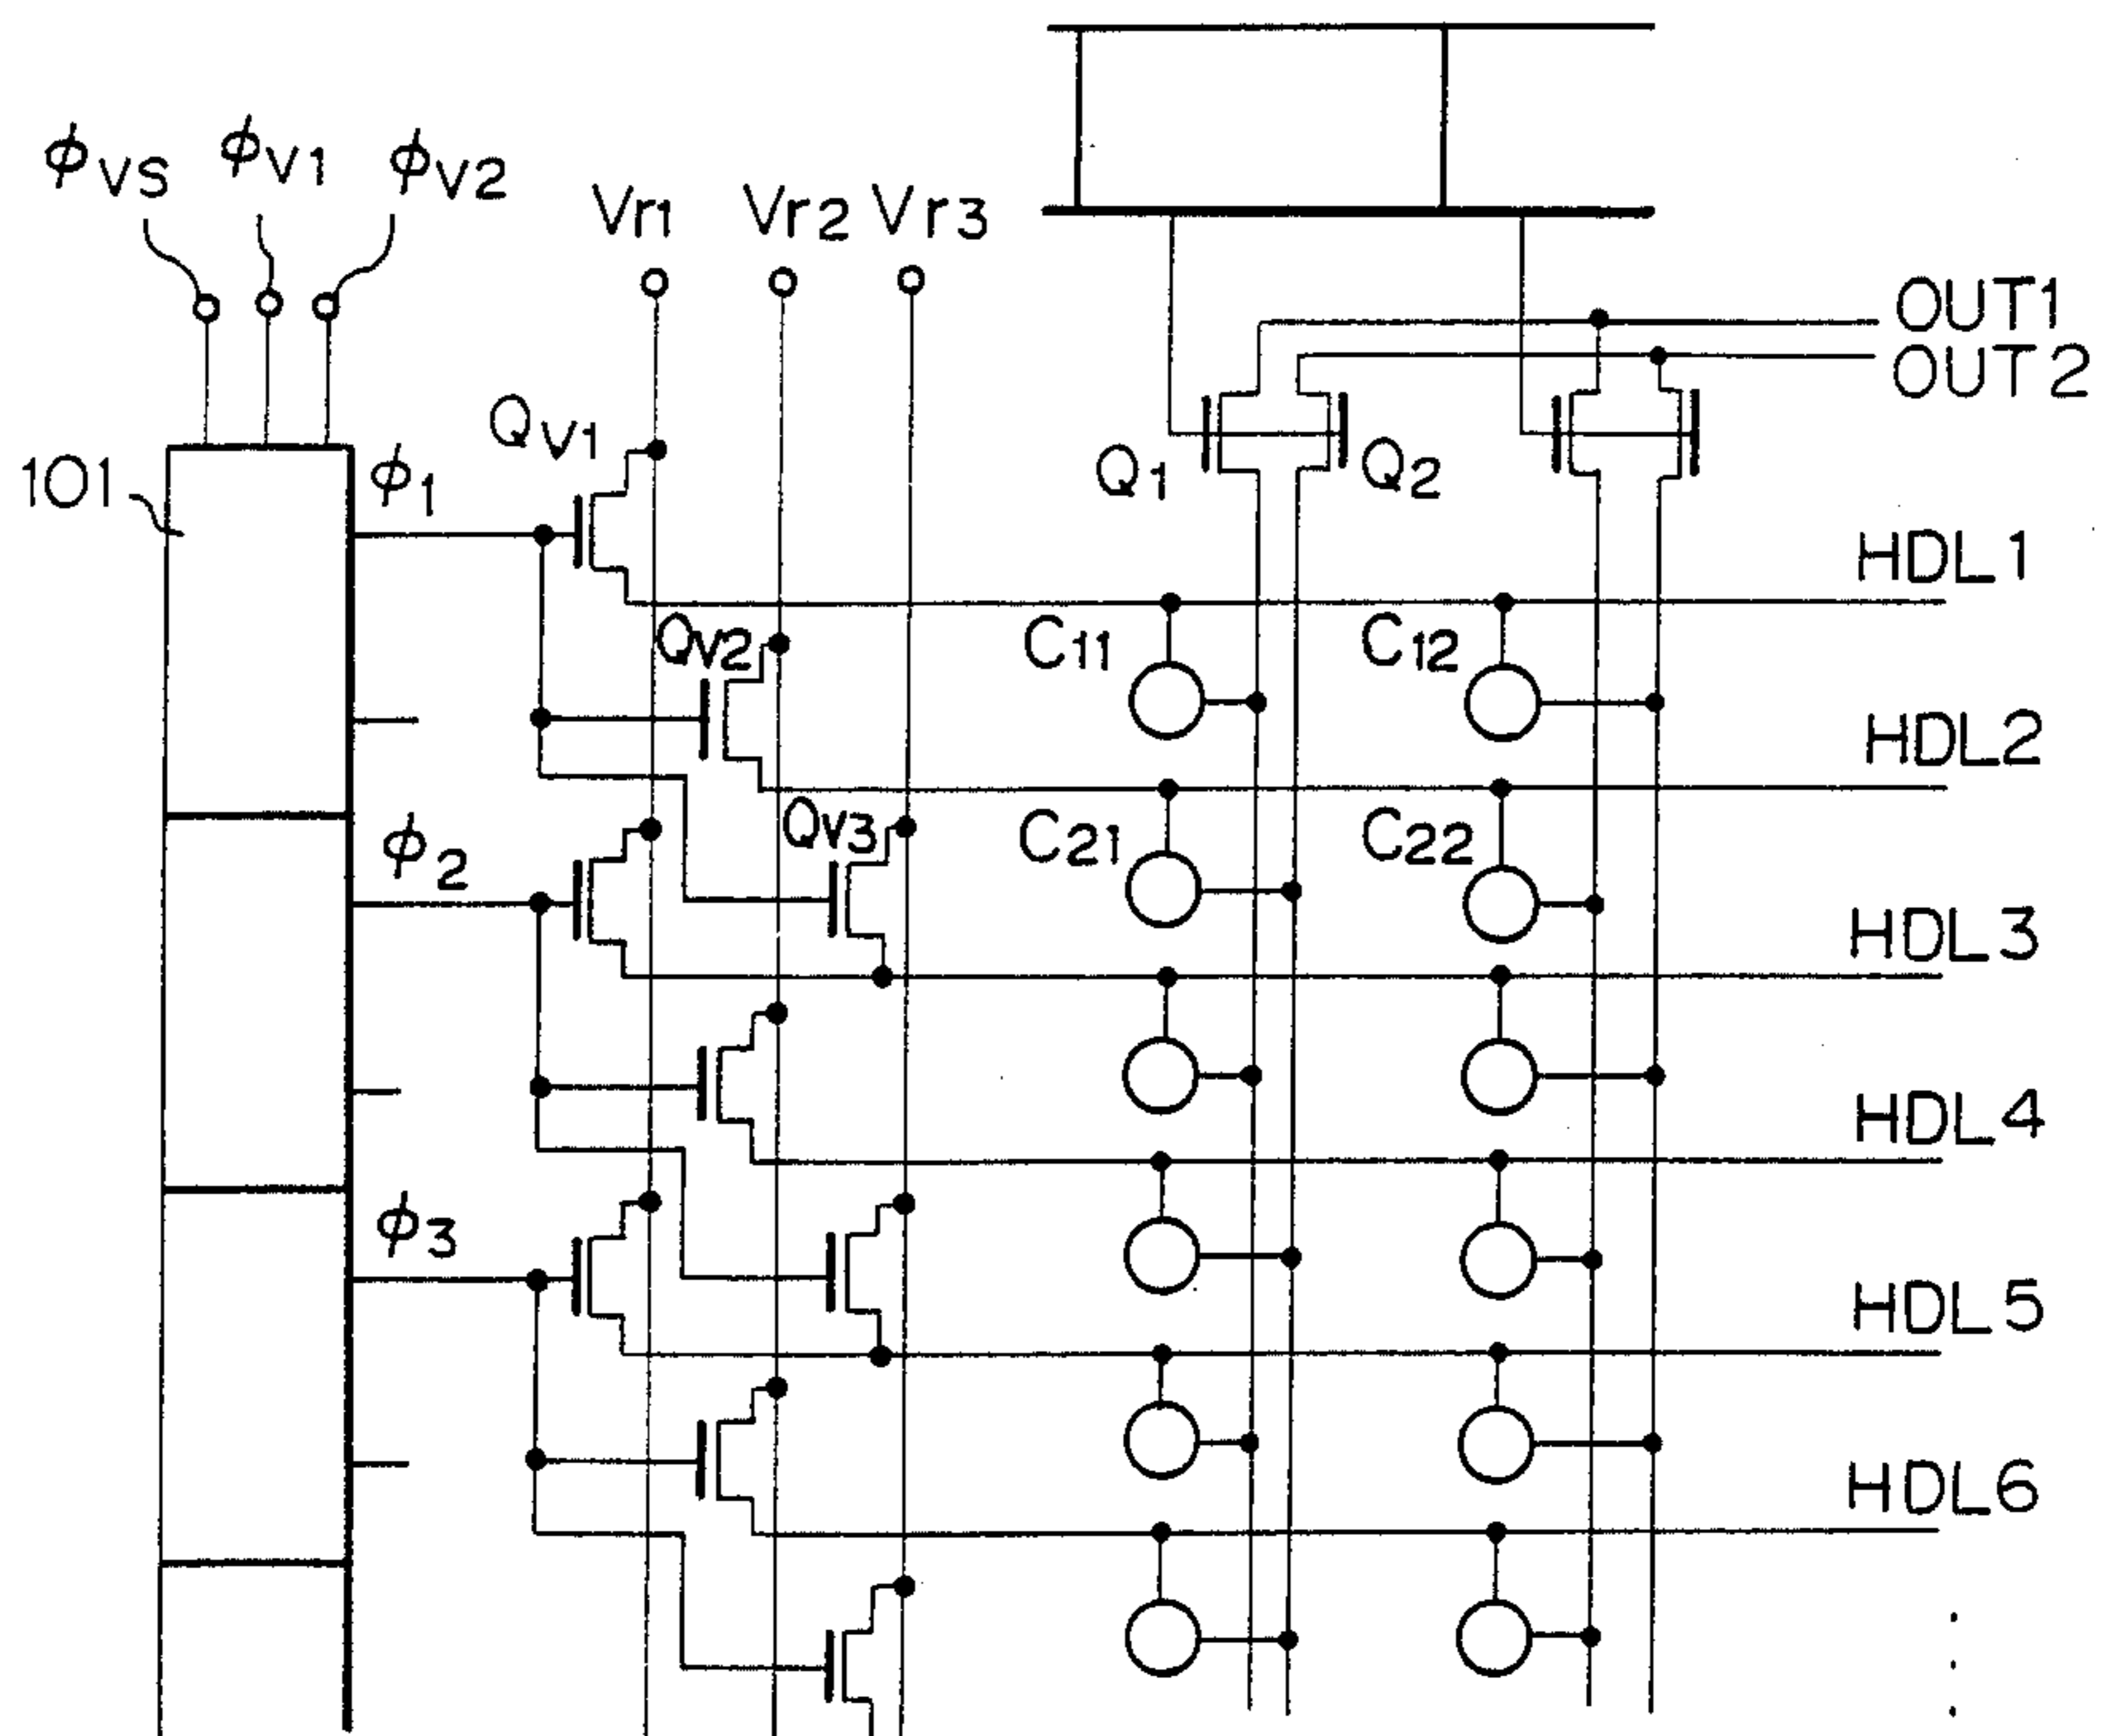 ϕVS ϕV1 ϕV2
Vr1 Vr2 Vr3
OUT1
OUT2
QV1
101
ϕ1
Q1
Q2
HDL1
QV2
C11
C12
HDL2
QV3
C21
C22
ϕ2
HDL3
HDL4
ϕ3
HDL5
HDL6